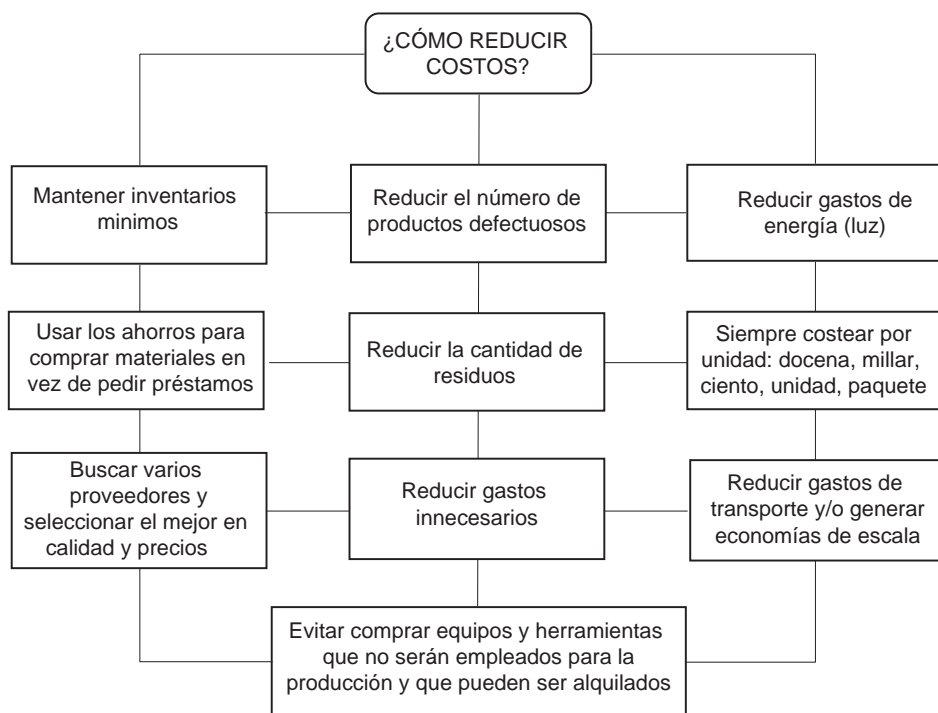 ¿CÓMO REDUCIR
COSTOS?
Mantener inventarios
minimos
Reducir el número de
productos defectuosos
Reducir gastos de
energía (luz)
Usar los ahorros para
comprar materiales en
vez de pedir préstamos
Reducir la cantidad de
residuos
Siempre costear por
unidad: docena, millar,
ciento, unidad, paquete
Buscar varios
proveedores y
seleccionar el mejor en
calidad y precios
Reducir gastos
innecesarios
Reducir gastos de
transporte y/o generar
economías de escala
Evitar comprar equipos y herramientas
que no serán empleados para la
producción y que pueden ser alquilados